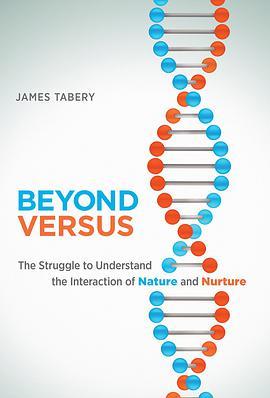 JAMES TABERY
BEYOND
VERSUS
The Struggle to Understand
the Interaction of Nature and Nurture